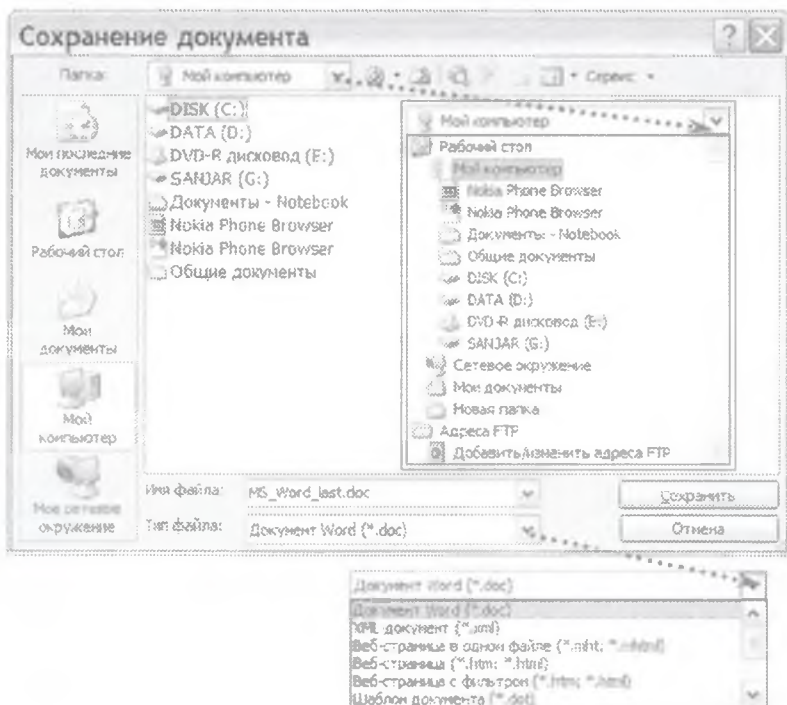 Сохранение документа
Папка:
Мой компьютер
Сервис
Мои последние документы
Рабочий стол
Мои документы
Мой компьютер
Мое сетевое окружение
DISK (C:)
DATA (D:)
DVD-R дисковод (E:)
SANJAR (G:)
Документы - Notebook
Nokia Phone Browser
Nokia Phone Browser
Общие документы
Мой компьютер
Рабочий стол
Мой компьютер
Nokia Phone Browser
Nokia Phone Browser
Документы - Notebook
Общие документы
DISK (C:)
DATA (D:)
DVD-R дисковод (E:)
SANJAR (G:)
Сетевое окружение
Мои документы
Новая папка
Адреса FTP
Добавить/изменить адреса FTP
Имя файла: MS_Word_last.doc
Сохранить
Тип файла: Документ Word (*.doc)
Отмена
Документ Word (*.doc)
Документ Word (*.doc)
XML документ (*.xml)
Веб-страница в одном файле (*.mht; *.mhtml)
Веб-страница (*.htm; *.html)
Веб-страница с фильтром (*.htm; *.html)
Шаблон документа (*.dot)